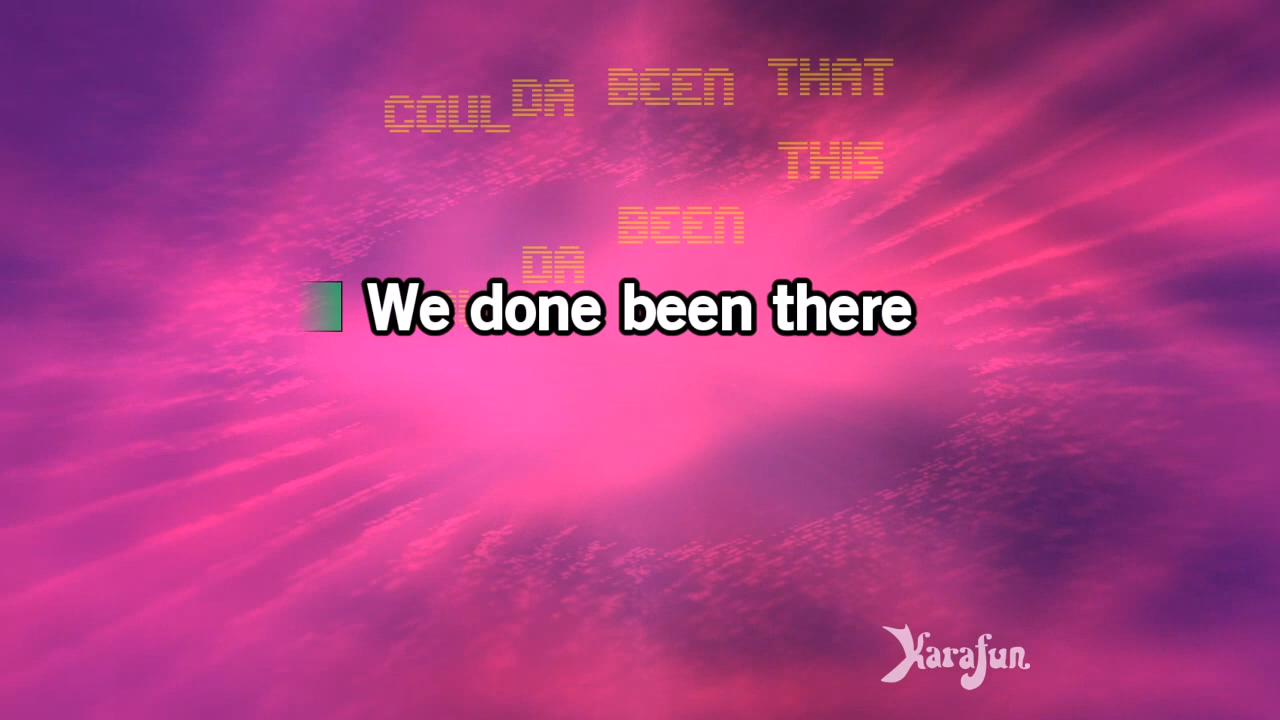 COULDA BEEN THAT
THIS
BEEN
DA
We done been there
Karafun